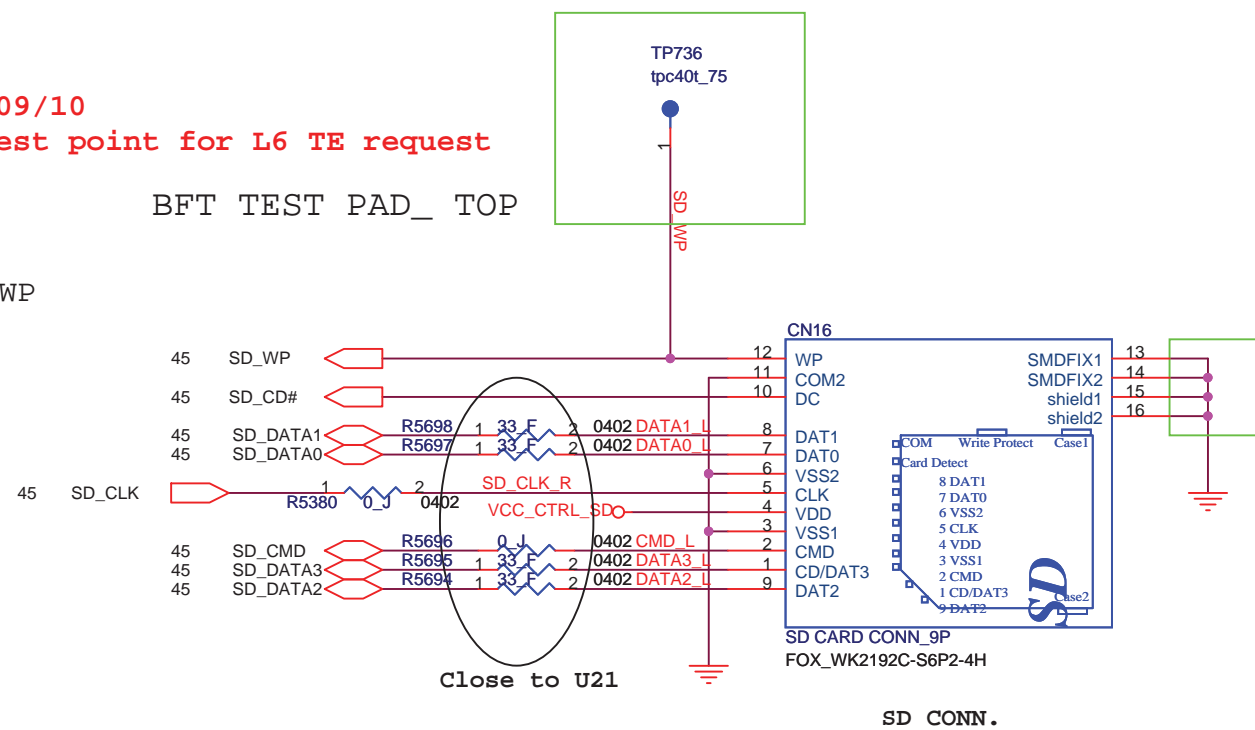 TP736
tpc40t_75
09/10
est point for L6 TE request
1
BFT TEST PAD_ TOP
SD_WP
WP
CN16
45 SD_WP 12 WP SMDFIX1 13
11 COM2 SMDFIX2 14
45 SD_CD# 10 DC shield1 15
shield2 16
45 SD_DATA1 R5698 1 33_F 2 0402 DATA1_L 8 DAT1
45 SD_DATA0 R5697 1 33_F 2 0402 DATA0_L 7 DAT0
6 VSS2
45 SD_CLK R5380 1 0_J 2 0402 SD_CLK_R 5 CLK
VCC_CTRL_SD 4 VDD
3 VSS1
45 SD_CMD R5696 0_J 0402 CMD_L 2 CMD
45 SD_DATA3 R5695 1 33_F 2 0402 DATA3_L 1 CD/DAT3
45 SD_DATA2 R5694 1 33_F 2 0402 DATA2_L 9 DAT2
COM Write Protect Case1
Card Detect
8 DAT1
7 DAT0
6 VSS2
5 CLK
4 VDD
3 VSS1
2 CMD
1 CD/DAT3
9 DAT2
SD
Case2
SD CARD CONN_9P
FOX_WK2192C-S6P2-4H
Close to U21
SD CONN.